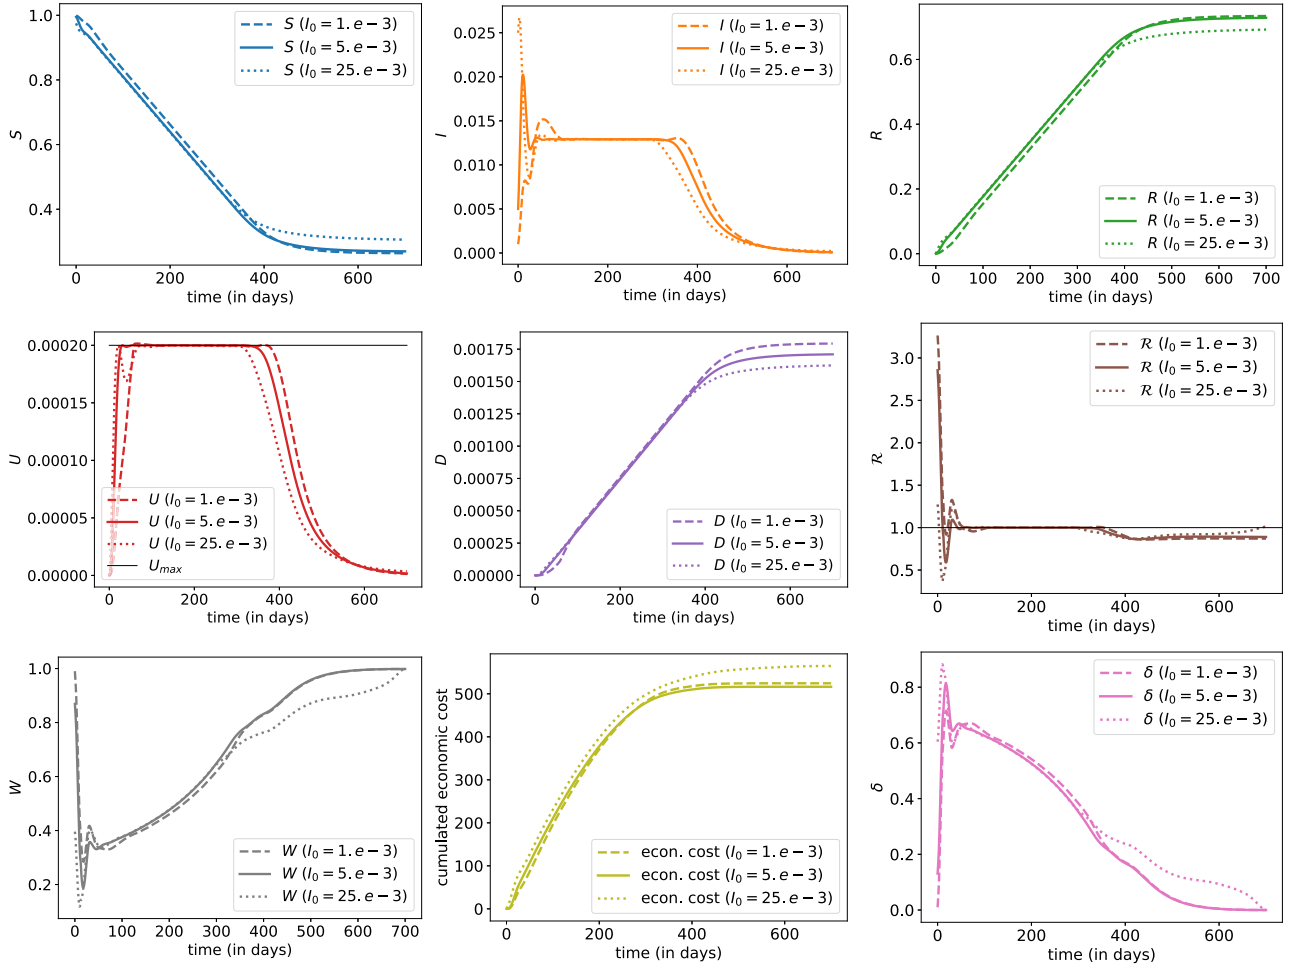 1.0
0.8
0.6
0.4
S
0
200
400
600
time (in days)
S (I₀ = 1.e − 3)
S (I₀ = 5.e − 3)
S (I₀ = 25.e − 3)
0.025
0.020
0.015
0.010
0.005
0.000
I
0
200
400
600
time (in days)
I (I₀ = 1.e − 3)
I (I₀ = 5.e − 3)
I (I₀ = 25.e − 3)
0.6
0.4
0.2
0.0
R
0 100 200 300 400 500 600 700
time (in days)
R (I₀ = 1.e − 3)
R (I₀ = 5.e − 3)
R (I₀ = 25.e − 3)
0.00020
0.00015
0.00010
0.00005
0.00000
U
0
200
400
600
time (in days)
U (I₀ = 1.e − 3)
U (I₀ = 5.e − 3)
U (I₀ = 25.e − 3)
Uₘₐₓ
0.00175
0.00150
0.00125
0.00100
0.00075
0.00050
0.00025
0.00000
D
0
200
400
600
time (in days)
D (I₀ = 1.e − 3)
D (I₀ = 5.e − 3)
D (I₀ = 25.e − 3)
3.0
2.5
2.0
1.5
1.0
0.5
ℛ
0
200
400
600
time (in days)
ℛ (I₀ = 1.e − 3)
ℛ (I₀ = 5.e − 3)
ℛ (I₀ = 25.e − 3)
1.0
0.8
0.6
0.4
0.2
W
0 100 200 300 400 500 600 700
time (in days)
W (I₀ = 1.e − 3)
W (I₀ = 5.e − 3)
W (I₀ = 25.e − 3)
500
400
300
200
100
0
cumulated economic cost
0
200
400
600
time (in days)
econ. cost (I₀ = 1.e − 3)
econ. cost (I₀ = 5.e − 3)
econ. cost (I₀ = 25.e − 3)
0.8
0.6
0.4
0.2
0.0
δ
0
200
400
600
time (in days)
δ (I₀ = 1.e − 3)
δ (I₀ = 5.e − 3)
δ (I₀ = 25.e − 3)